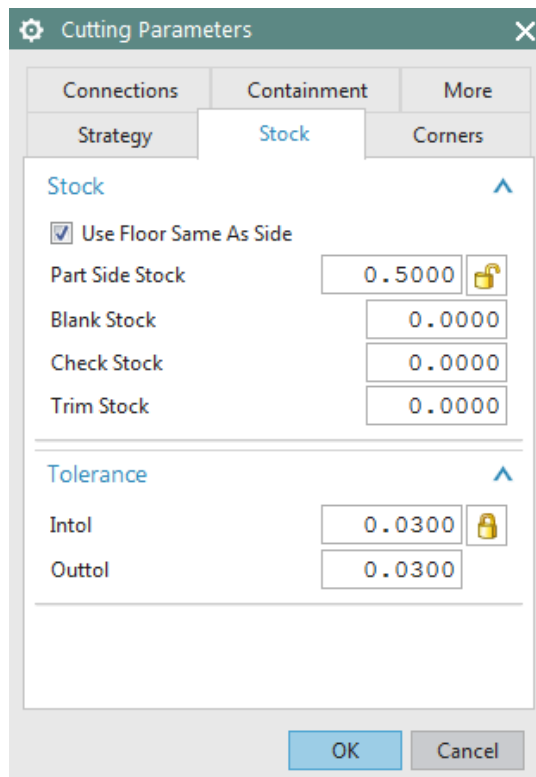 Cutting Parameters
Connections Containment More
Strategy Stock Corners
Stock
Use Floor Same As Side
Part Side Stock 0.5000
Blank Stock 0.0000
Check Stock 0.0000
Trim Stock 0.0000
Tolerance
Intol 0.0300
Outtol 0.0300
OK Cancel